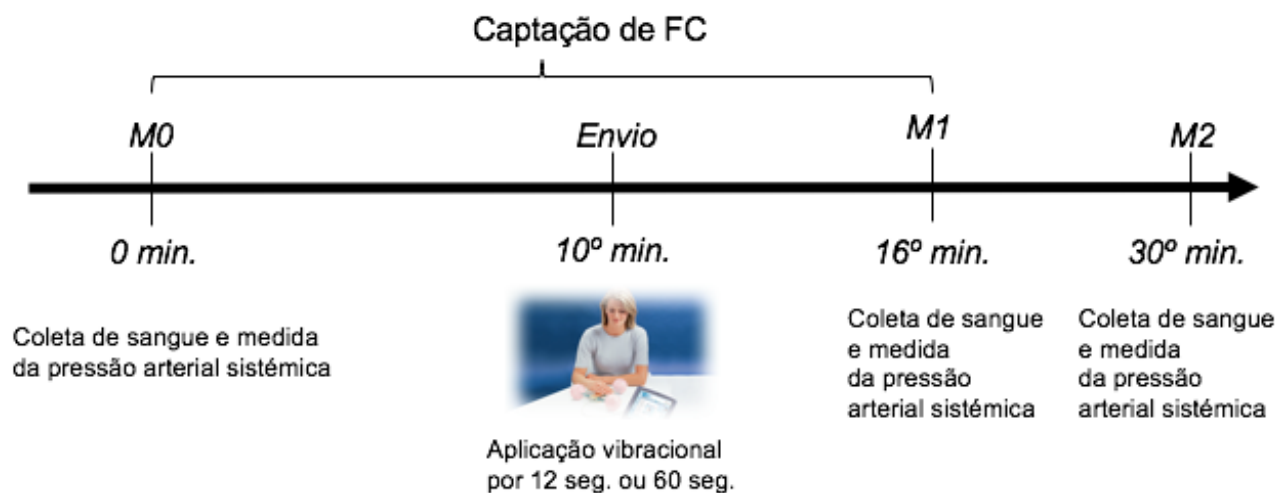 Captação de FC
M0
Envio
M1
M2
0 min.
10º min.
16º min.
30º min.
Coleta de sangue e medida
da pressão arterial sistémica
Aplicação vibracional
por 12 seg. ou 60 seg.
Coleta de sangue
e medida
da pressão
arterial sistémica
Coleta de sangue
e medida
da pressão
arterial sistémica